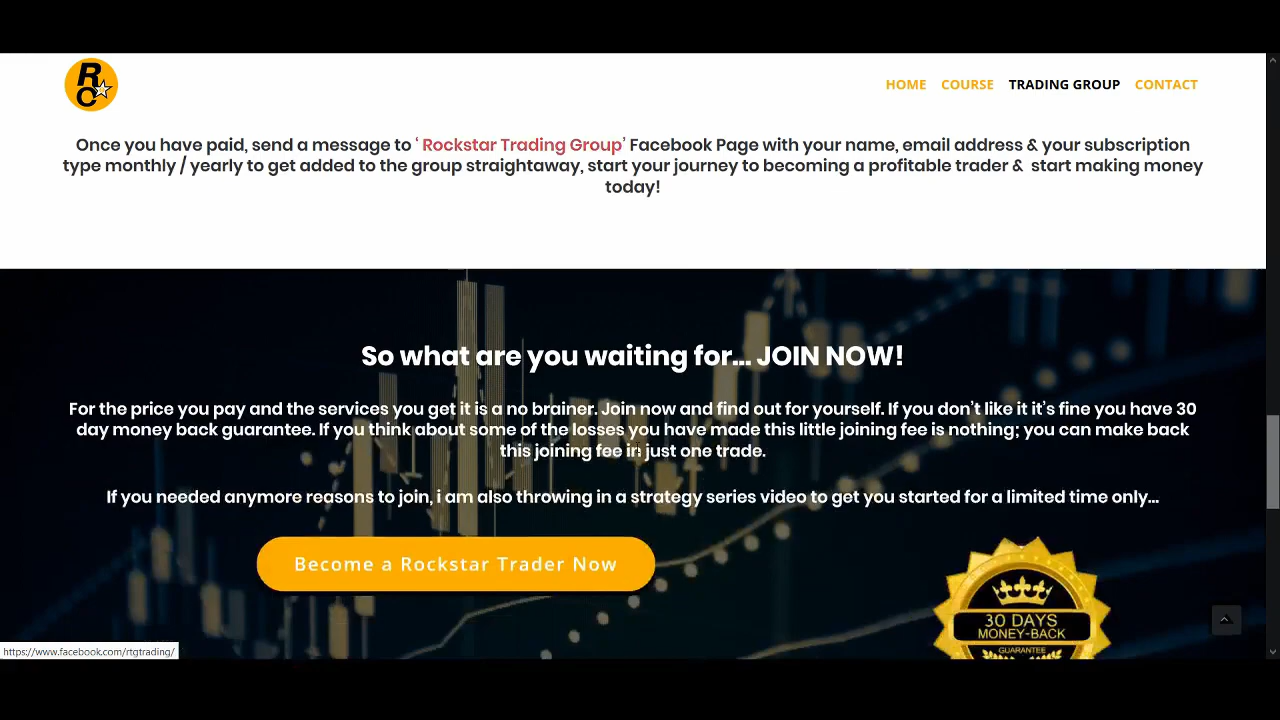 R
C
HOME COURSE TRADING GROUP CONTACT
Once you have paid, send a message to ‘ Rockstar Trading Group’ Facebook Page with your name, email address & your subscription
type monthly / yearly to get added to the group straightaway, start your journey to becoming a profitable trader & start making money
today!
So what are you waiting for... JOIN NOW!
For the price you pay and the services you get it is a no brainer. Join now and find out for yourself. If you don’t like it it’s fine you have 30
day money back guarantee. If you think about some of the losses you have made this little joining fee is nothing; you can make back
this joining fee in just one trade.
If you needed anymore reasons to join, i am also throwing in a strategy series video to get you started for a limited time only...
Become a Rockstar Trader Now
30 DAYS
MONEY-BACK
GUARANTEE
https://www.facebook.com/rtgtrading/